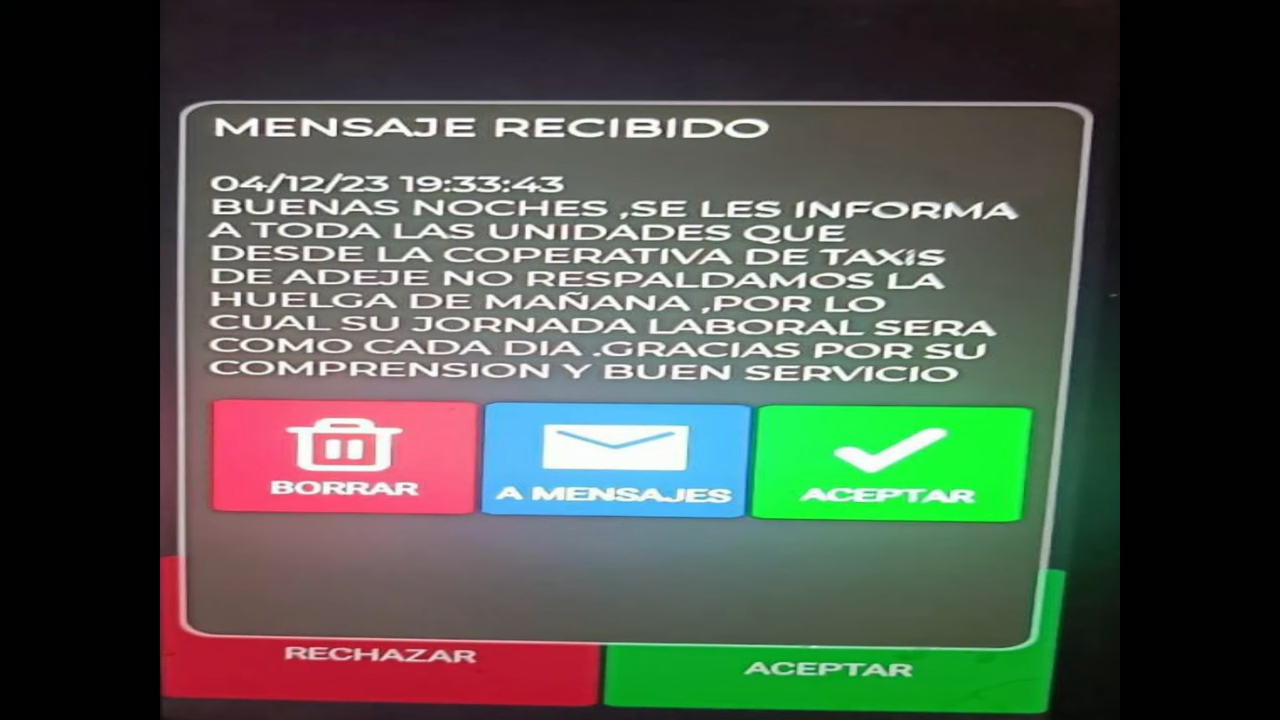 MENSAJE RECIBIDO
04/12/23 19:33:43
BUENAS NOCHES ,SE LES INFORMA
A TODA LAS UNIDADES QUE
DESDE LA COPERATIVA DE TAXIS
DE ADEJE NO RESPALDAMOS LA
HUELGA DE MAÑANA ,POR LO
CUAL SU JORNADA LABORAL SERA
COMO CADA DIA .GRACIAS POR SU
COMPRENSION Y BUEN SERVICIO
BORRAR
A MENSAJES
ACEPTAR
RECHAZAR
ACEPTAR